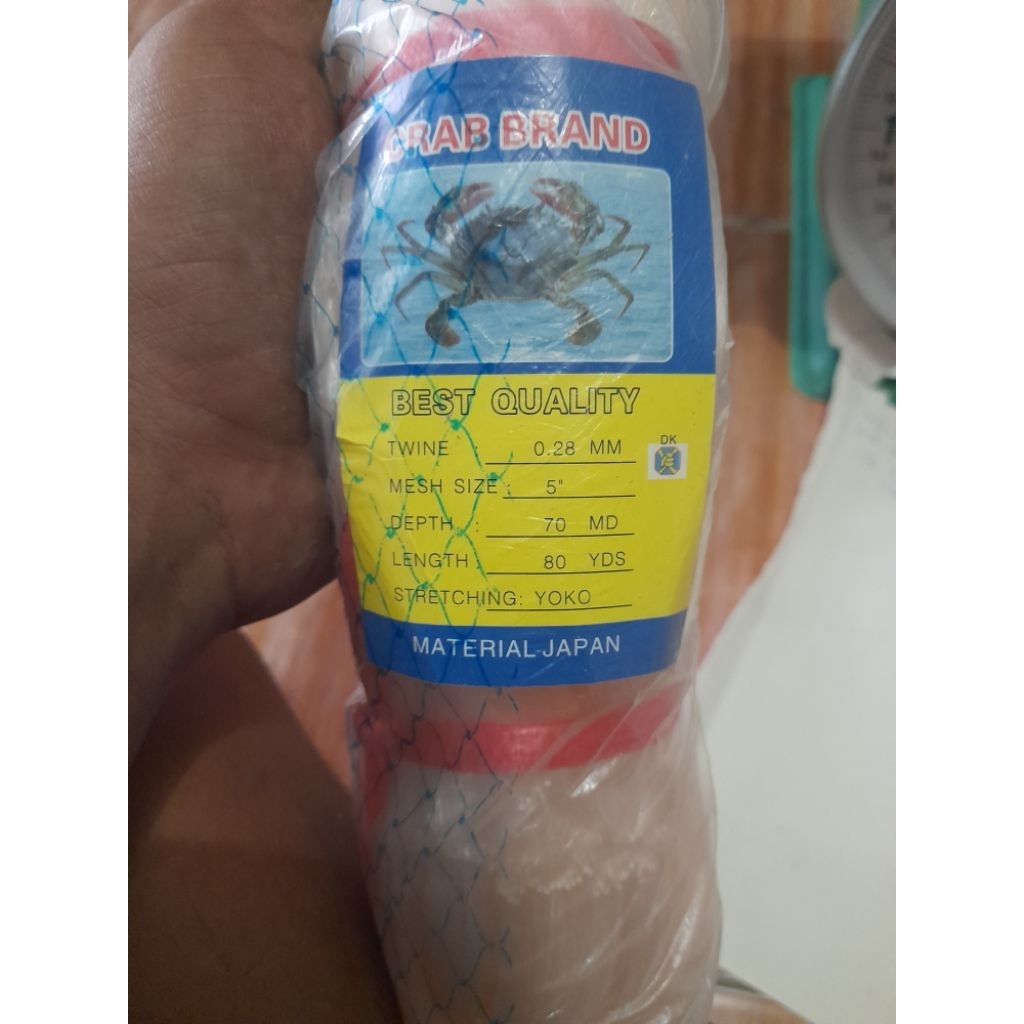 CRAB BRAND
BEST QUALITY
TWINE : 0.28 MM
DK
MESH SIZE : 5"
DEPTH : 70 MD
LENGTH : 80 YDS
STRETCHING: YOKO
MATERIAL JAPAN